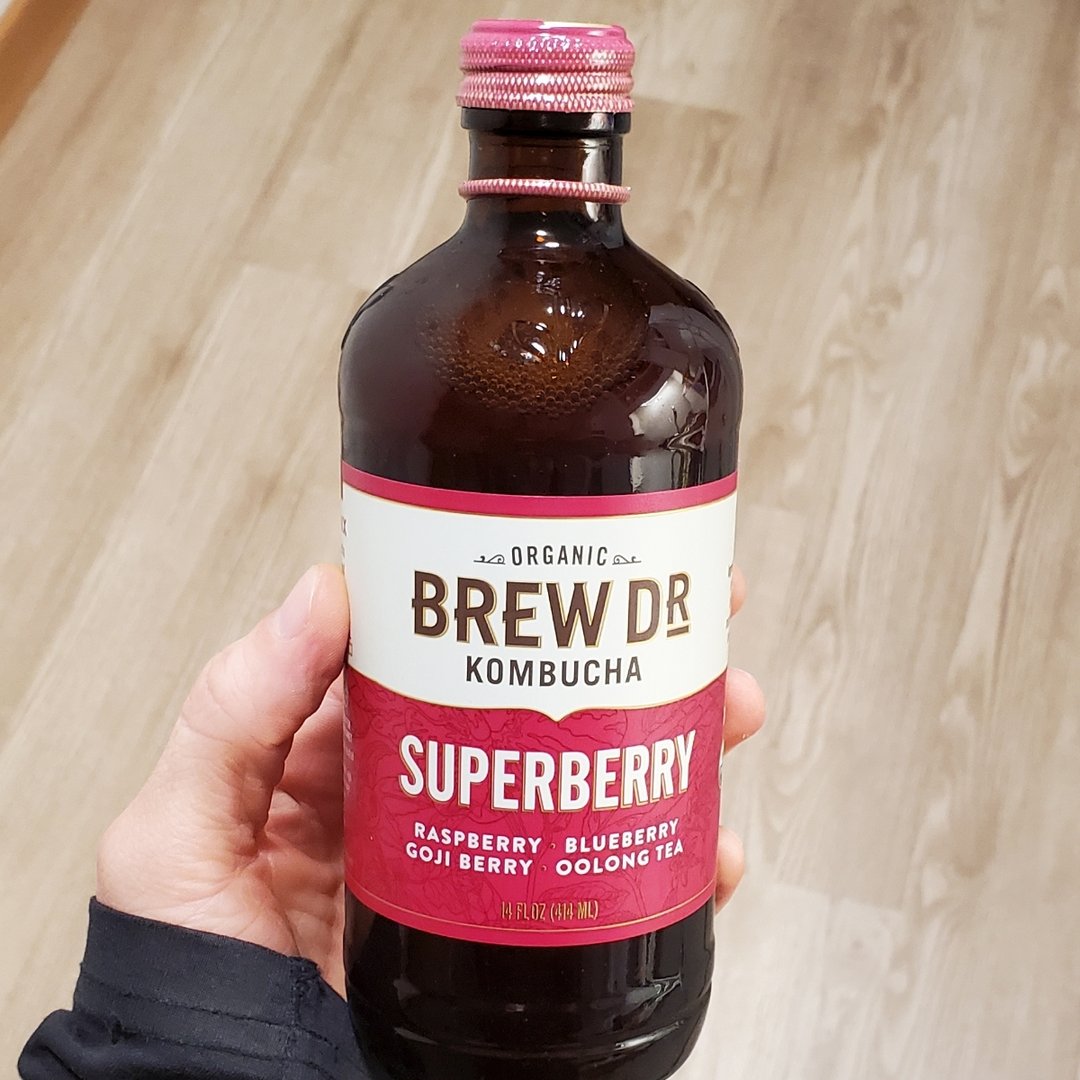 ORGANIC
BREW DR
KOMBUCHA
SUPERBERRY
RASPBERRY · BLUEBERRY
GOJI BERRY · OOLONG TEA
14 FL OZ (414 ML)